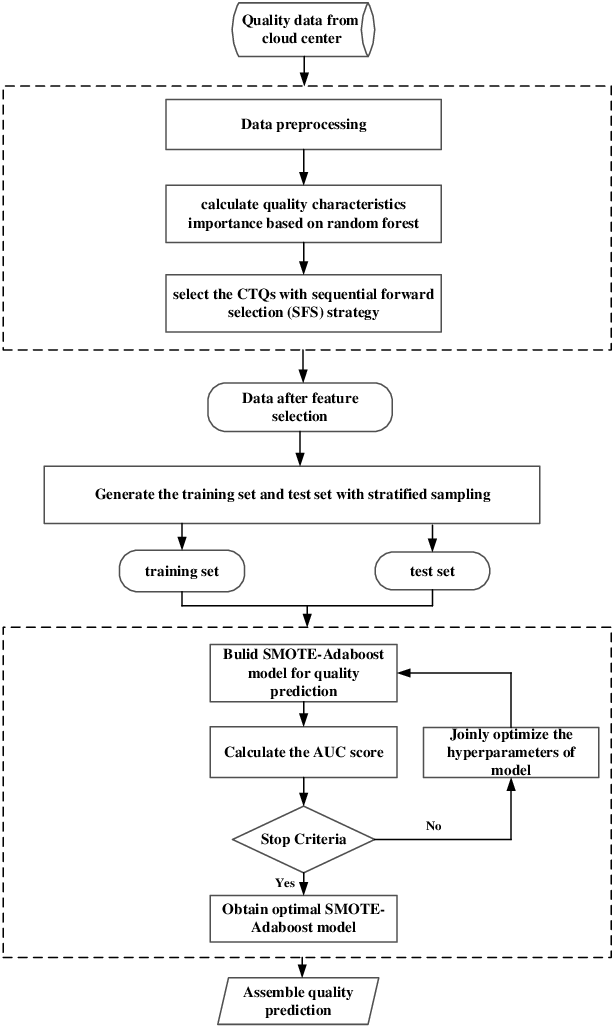 Quality data from
cloud center
Data preprocessing
calculate quality characteristics
importance based on random forest
select the CTQs with sequential forward
selection (SFS) strategy
Data after feature
selection
Generate the training set and test set with stratified sampling
training set
test set
Bulid SMOTE-Adaboost
model for quality
prediction
Calculate the AUC score
Joinly optimize the
hyperparameters of
model
Stop Criteria
No
Yes
Obtain optimal SMOTE-
Adaboost model
Assemble quality
prediction